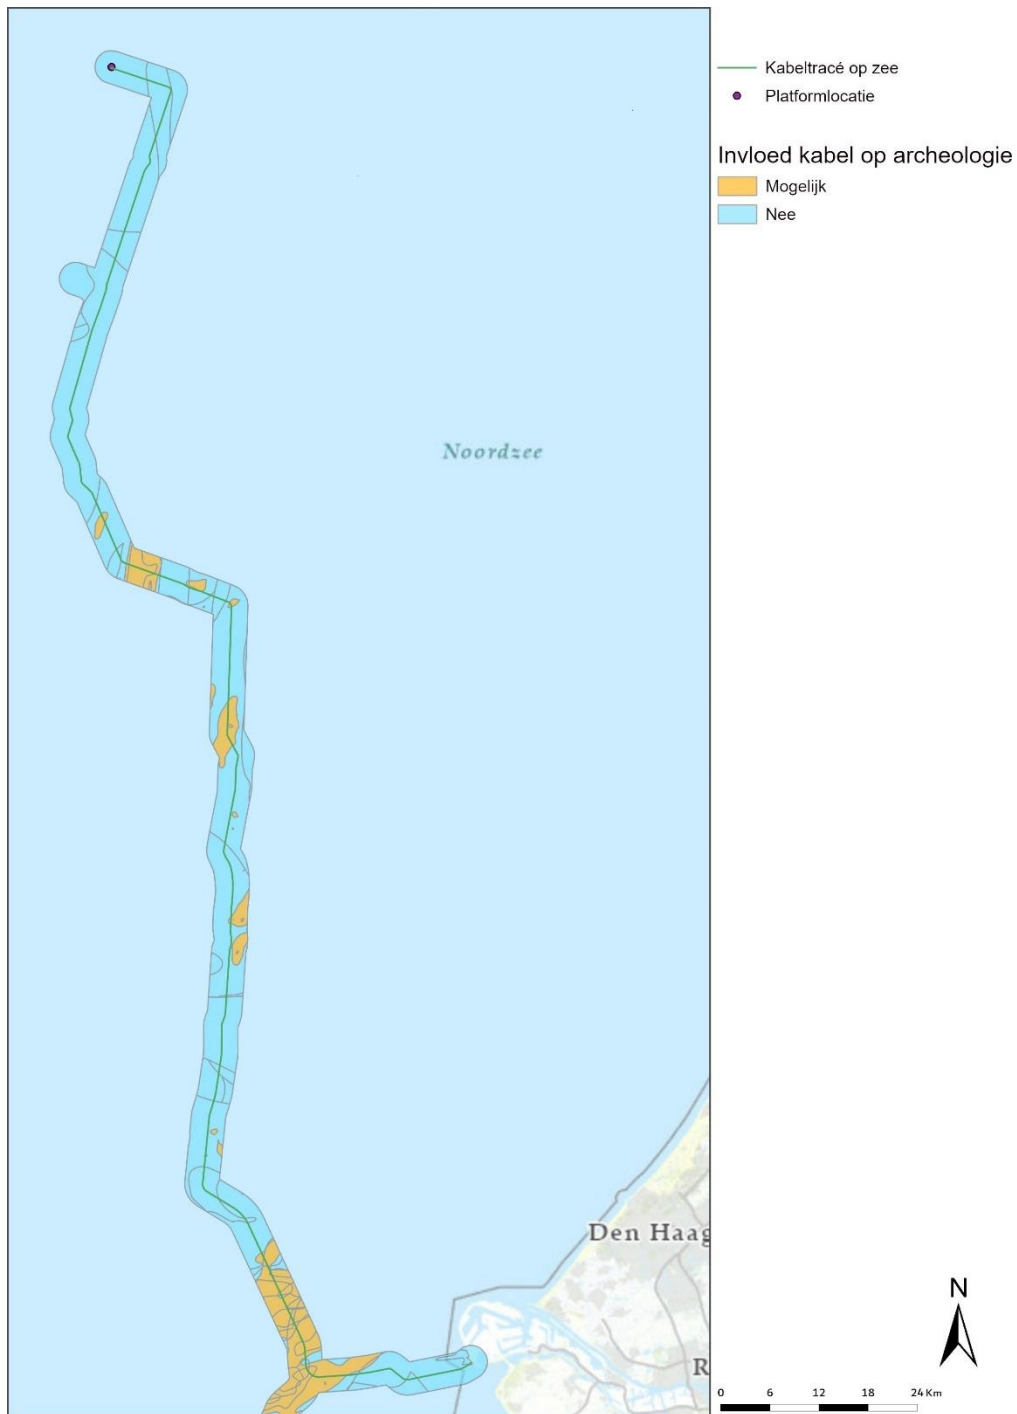 Kabeltracé op zee
Platformlocatie
Invloed kabel op archeologie
Mogelijk
Nee
Noordzee
Den Haag
R
N
0 6 12 18 24 Km